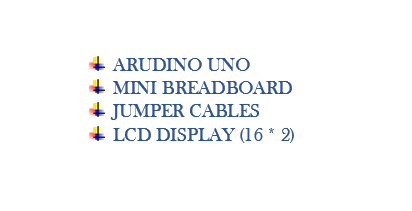 ARUDINO UNO
MINI BREADBOARD
JUMPER CABLES
LCD DISPLAY (16 * 2)